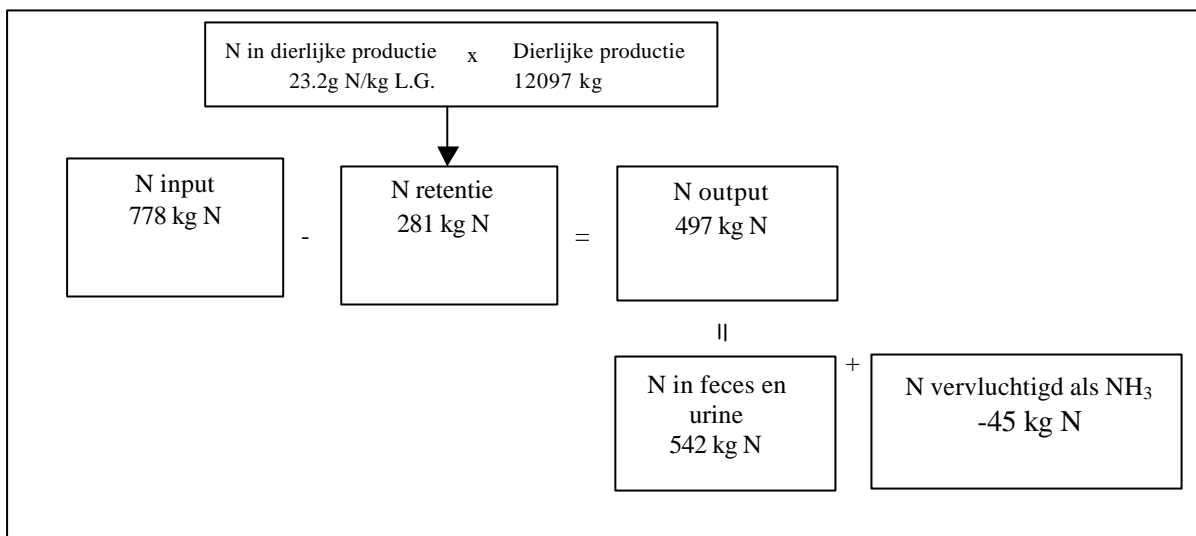 N in dierlijke productie x Dierlijke productie
23.2g N/kg L.G. 12097 kg
N input
778 kg N
-
N retentie
281 kg N
=
N output
497 kg N
=
N in feces en
urine
542 kg N
+
N vervluchtigd als NH₃
-45 kg N